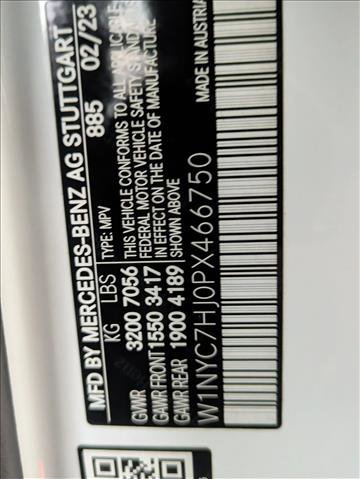 MFD BY MERCEDES-BENZ AG STUTTGART
885 02/23
KG LBS TYPE: MPV
GVWR 3200 7056 THIS VEHICLE CONFORMS TO ALL APPLICABLE
FEDERAL MOTOR VEHICLE SAFETY STANDARDS
GAWR FRONT 1550 3417 IN EFFECT ON THE DATE OF MANUFACTURE
GAWR REAR 1900 4189 SHOWN ABOVE
MADE IN AUSTRIA
W1NYC7HJ0PX466750